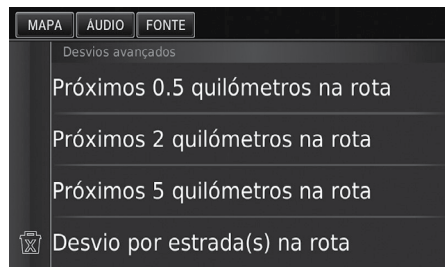 MAPA ÁUDIO FONTE
Desvios avançados
Próximos 0.5 quilómetros na rota
Próximos 2 quilómetros na rota
Próximos 5 quilómetros na rota
Desvio por estrada(s) na rota